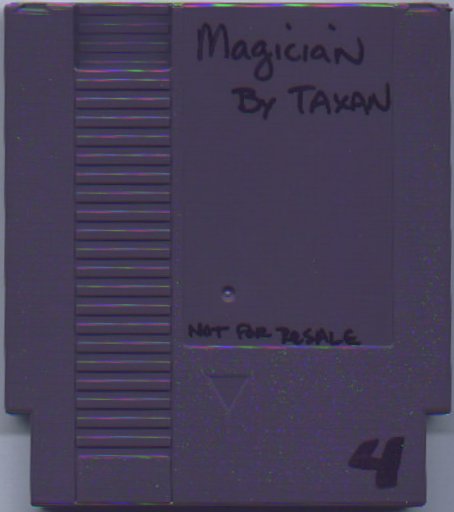 Magician
By TAXAN
NOT FOR RESALE
4